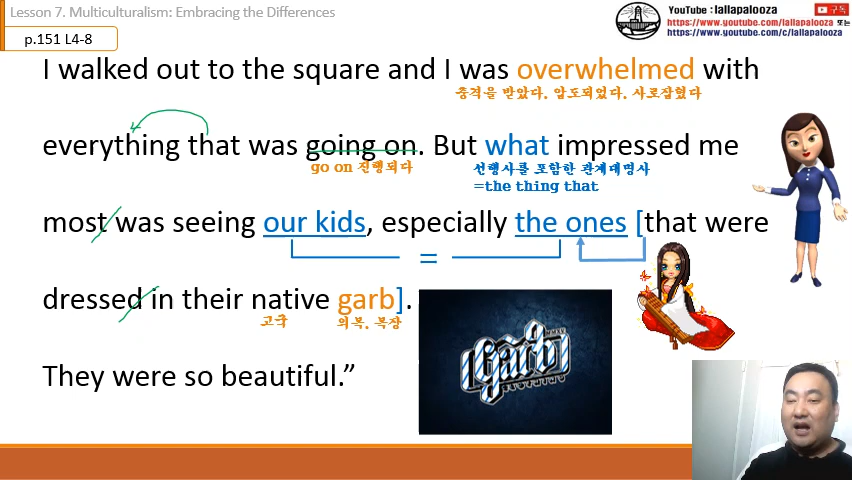 Lesson 7. Multiculturalism: Embracing the Differences
p.151 L4-8
YouTube : lallapalooza 구독
https://www.youtube.com/lallapalooza 또는
https://www.youtube.com/c/lallapalooza
I walked out to the square and I was overwhelmed with
충격을 받았다. 압도되었다. 사로잡혔다
everything that was going on. But what impressed me
go on 진행되다
선행사를 포함한 관계대명사
=the thing that
most was seeing our kids, especially the ones [that were
=
dressed in their native garb].
고국
의복. 복장
garb
They were so beautiful.”